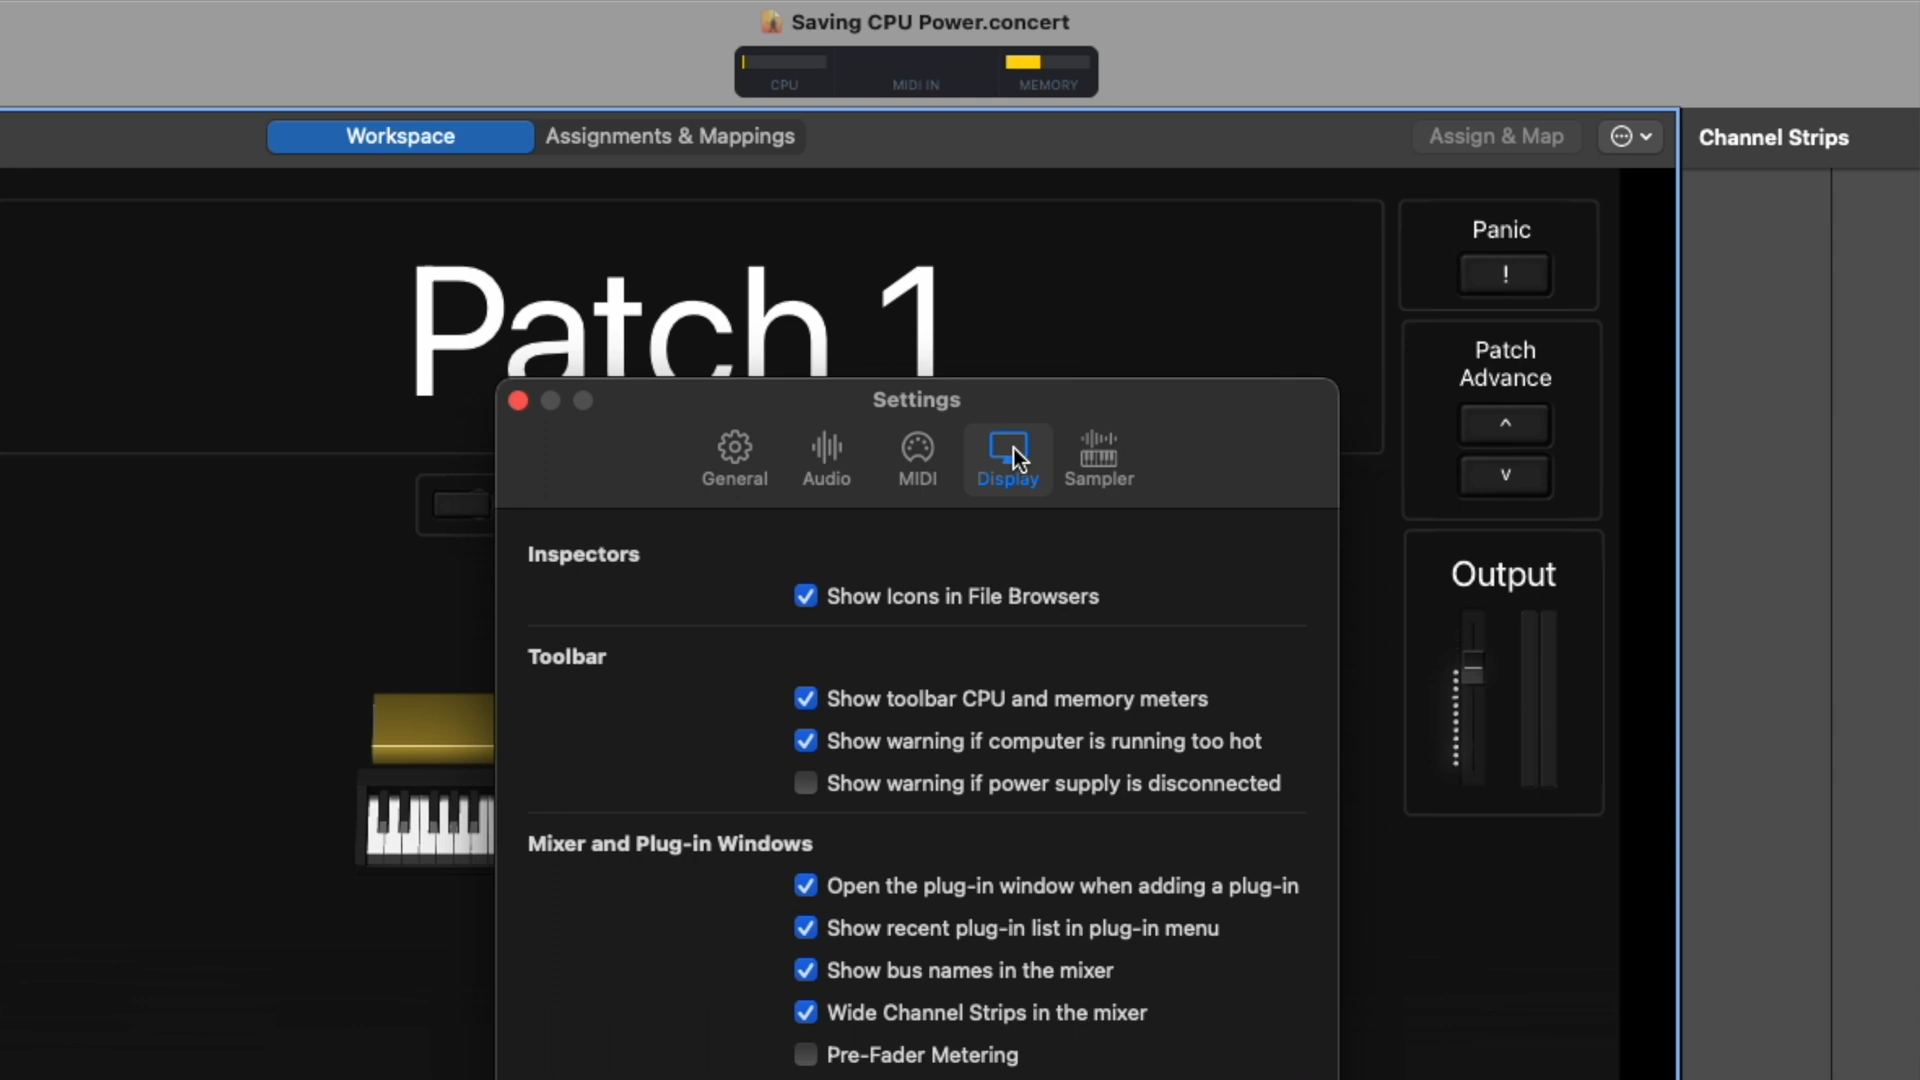 Saving CPU Power.concert
CPU
MIDI IN
MEMORY
Workspace
Assignments & Mappings
Assign & Map
Channel Strips
Patch 1
Panic
!
Patch
Advance
^
v
Output
Settings
General
Audio
MIDI
Display
Sampler
Inspectors
Show Icons in File Browsers
Toolbar
Show toolbar CPU and memory meters
Show warning if computer is running too hot
Show warning if power supply is disconnected
Mixer and Plug-in Windows
Open the plug-in window when adding a plug-in
Show recent plug-in list in plug-in menu
Show bus names in the mixer
Wide Channel Strips in the mixer
Pre-Fader Metering